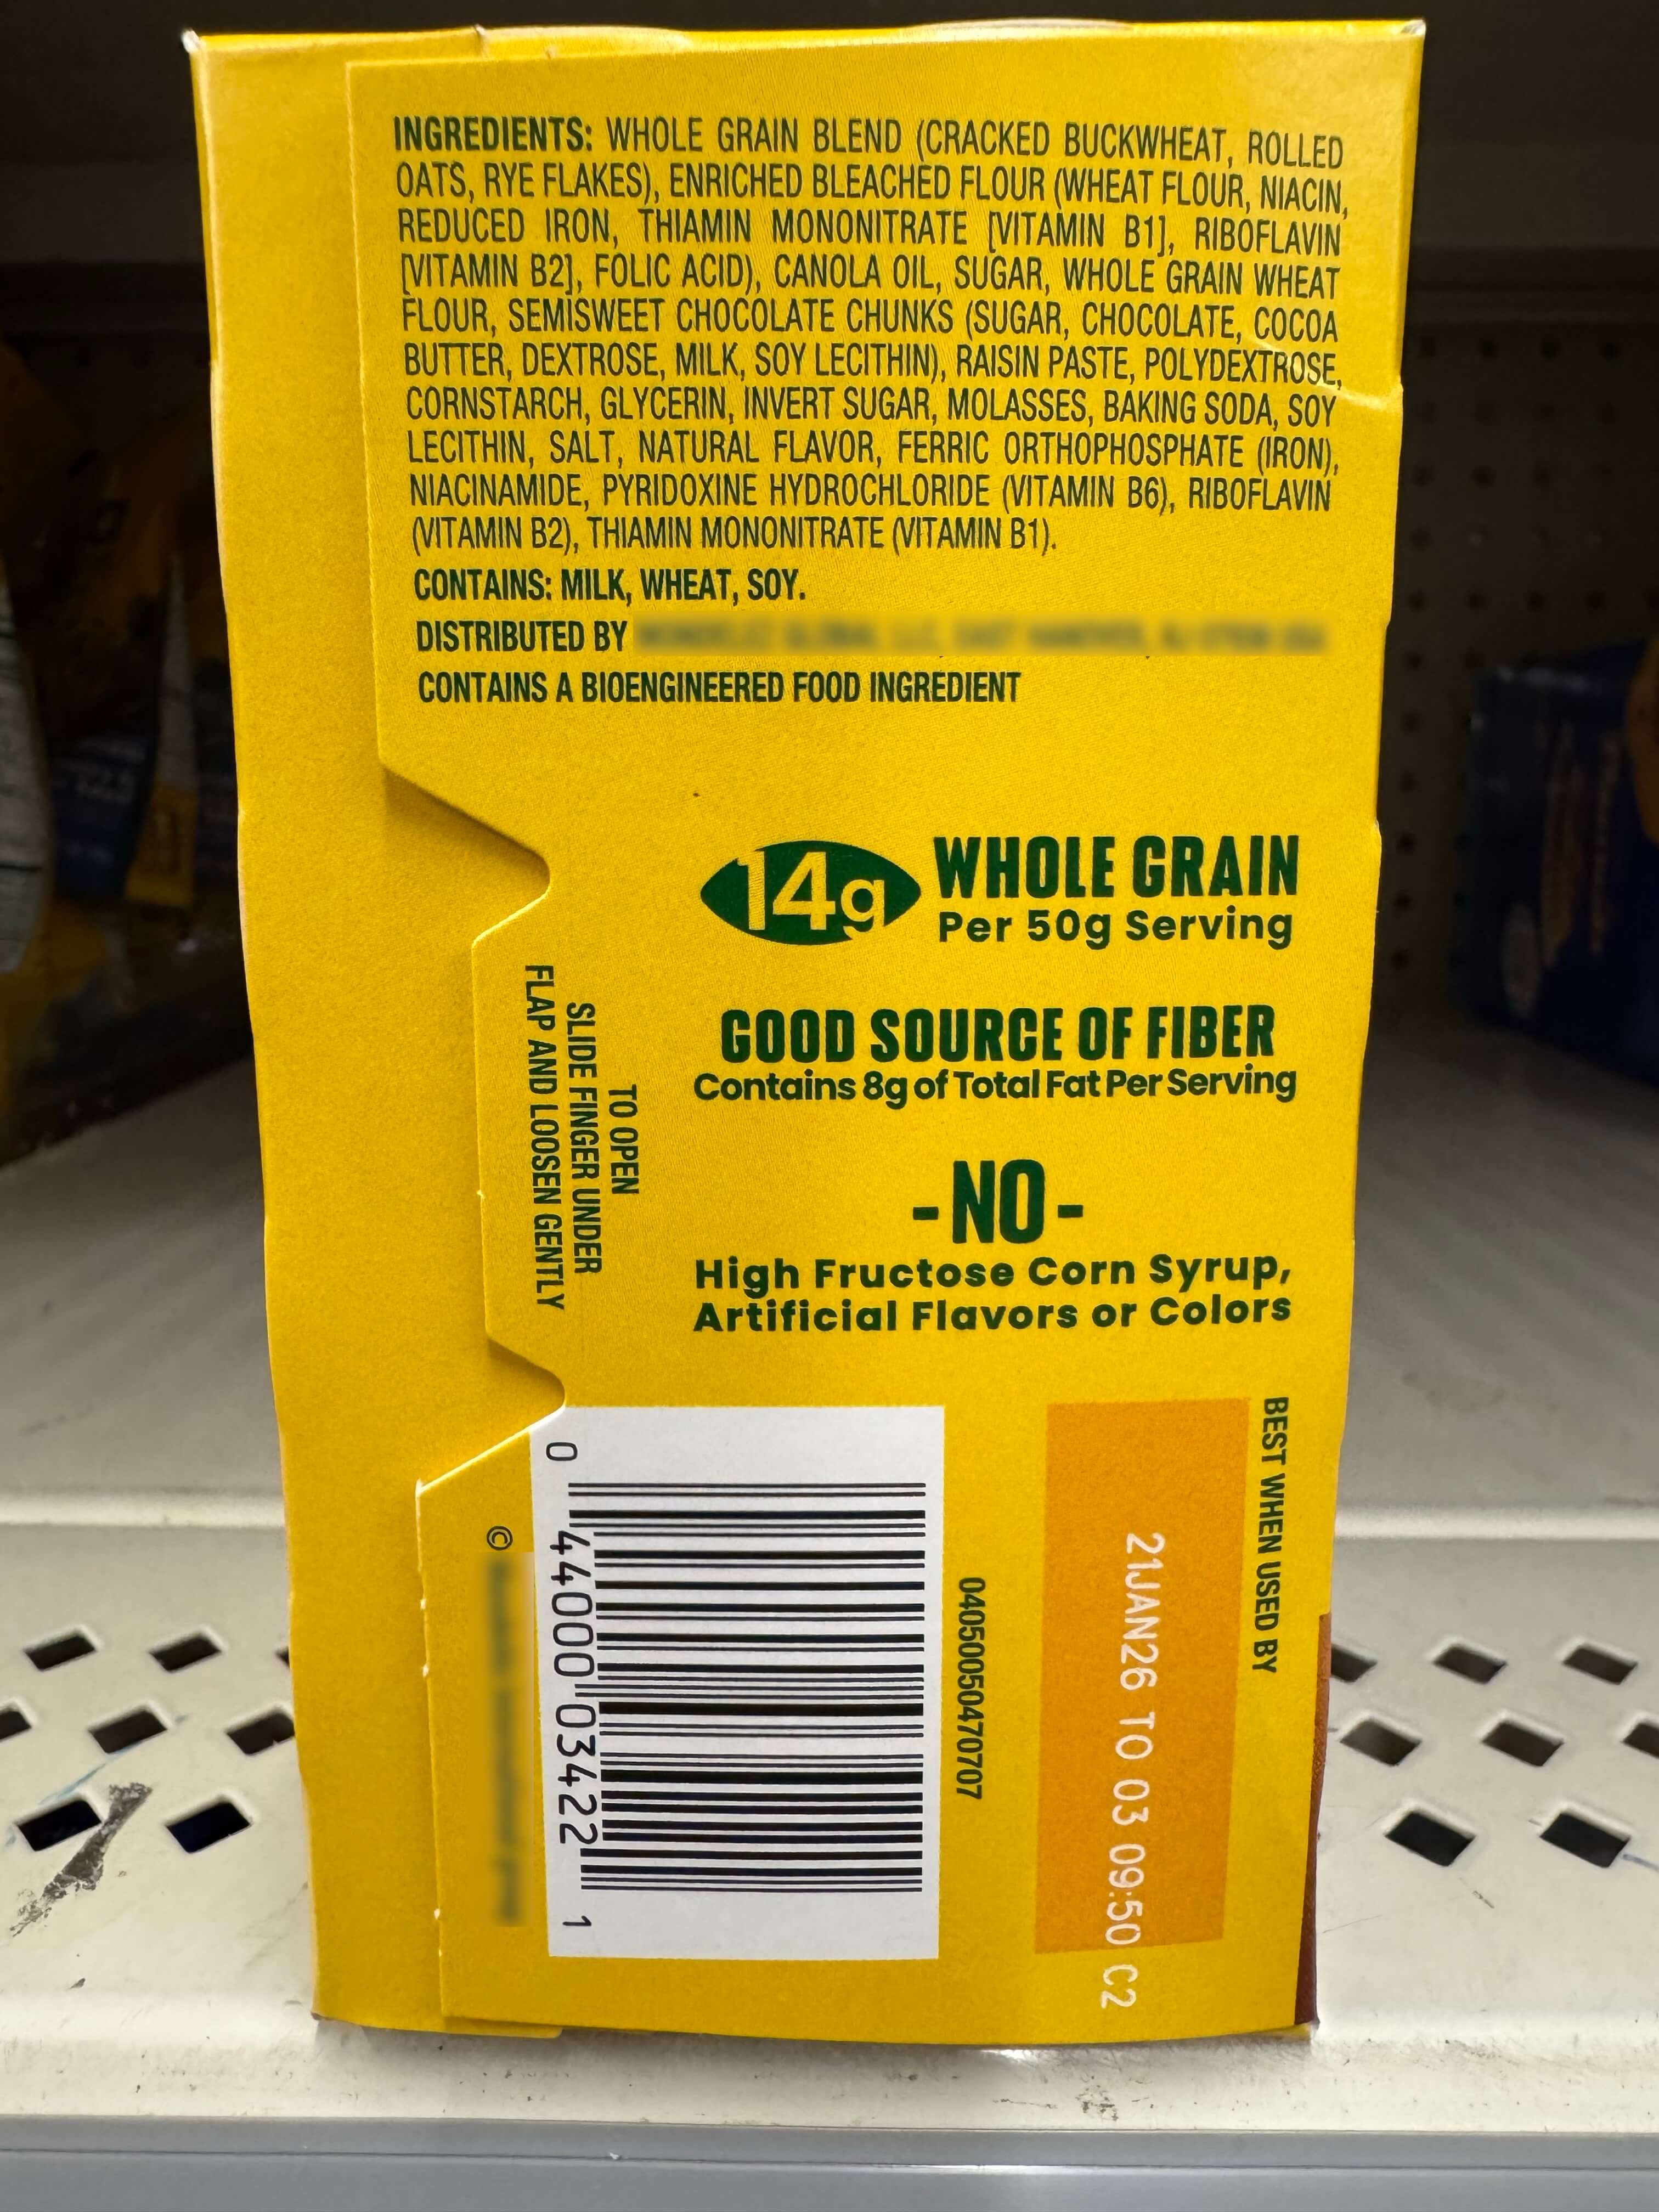 INGREDIENTS: WHOLE GRAIN BLEND (CRACKED BUCKWHEAT, ROLLED
OATS, RYE FLAKES), ENRICHED BLEACHED FLOUR (WHEAT FLOUR, NIACIN,
REDUCED IRON, THIAMIN MONONITRATE [VITAMIN B1], RIBOFLAVIN
[VITAMIN B2], FOLIC ACID), CANOLA OIL, SUGAR, WHOLE GRAIN WHEAT
FLOUR, SEMISWEET CHOCOLATE CHUNKS (SUGAR, CHOCOLATE, COCOA
BUTTER, DEXTROSE, MILK, SOY LECITHIN), RAISIN PASTE, POLYDEXTROSE,
CORNSTARCH, GLYCERIN, INVERT SUGAR, MOLASSES, BAKING SODA, SOY
LECITHIN, SALT, NATURAL FLAVOR, FERRIC ORTHOPHOSPHATE (IRON),
NIACINAMIDE, PYRIDOXINE HYDROCHLORIDE (VITAMIN B6), RIBOFLAVIN
(VITAMIN B2), THIAMIN MONONITRATE (VITAMIN B1).
CONTAINS: MILK, WHEAT, SOY.
DISTRIBUTED BY
CONTAINS A BIOENGINEERED FOOD INGREDIENT
14g WHOLE GRAIN
Per 50g Serving
GOOD SOURCE OF FIBER
Contains 8g of Total Fat Per Serving
-NO-
High Fructose Corn Syrup,
Artificial Flavors or Colors
TO OPEN
SLIDE FINGER UNDER
FLAP AND LOOSEN GENTLY
BEST WHEN USED BY
21JAN26 TO 03 09:50 C2
0405005047070​7
0 44000 03422 1
©